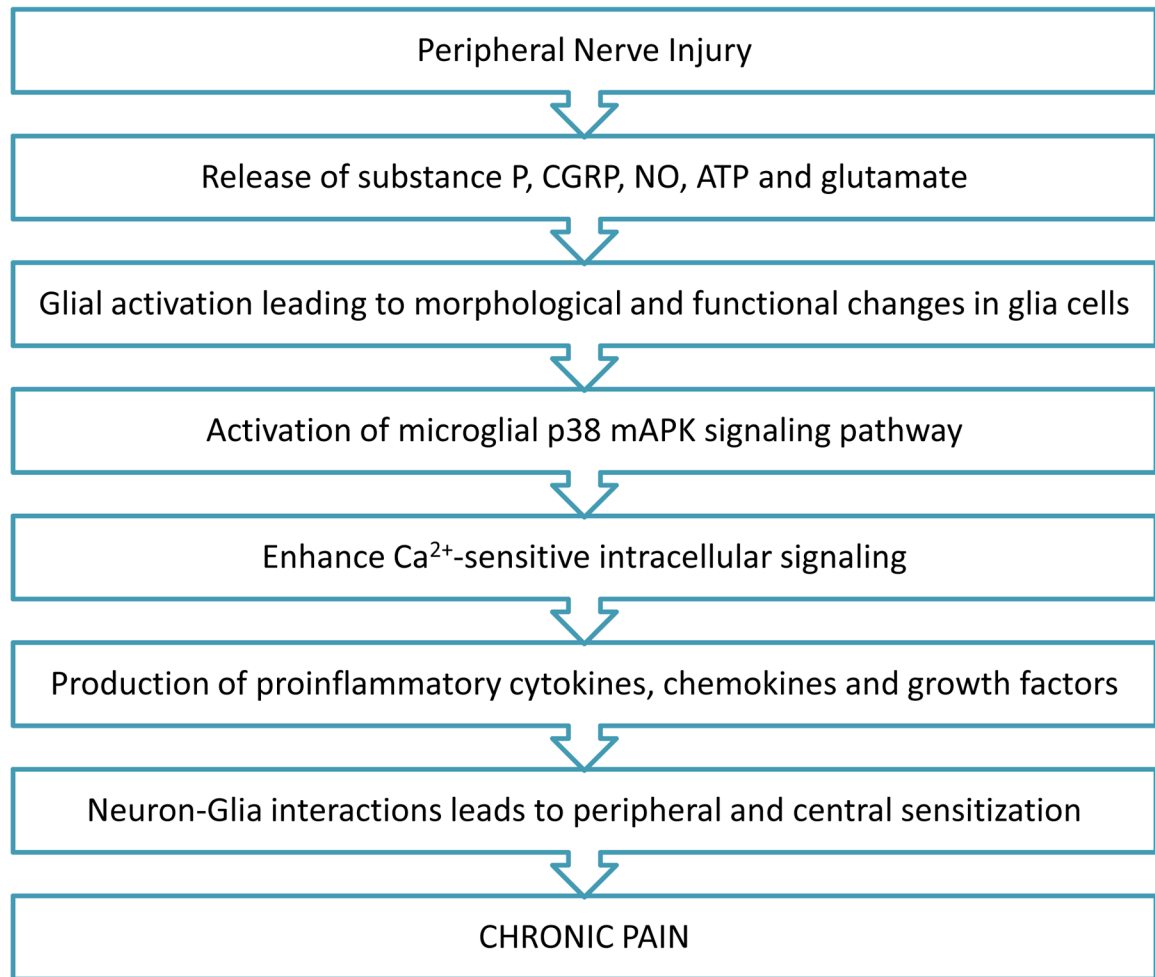 Peripheral Nerve Injury
Release of substance P, CGRP, NO, ATP and glutamate
Glial activation leading to morphological and functional changes in glia cells
Activation of microglial p38 mAPK signaling pathway
Enhance Ca²⁺-sensitive intracellular signaling
Production of proinflammatory cytokines, chemokines and growth factors
Neuron-Glia interactions leads to peripheral and central sensitization
CHRONIC PAIN